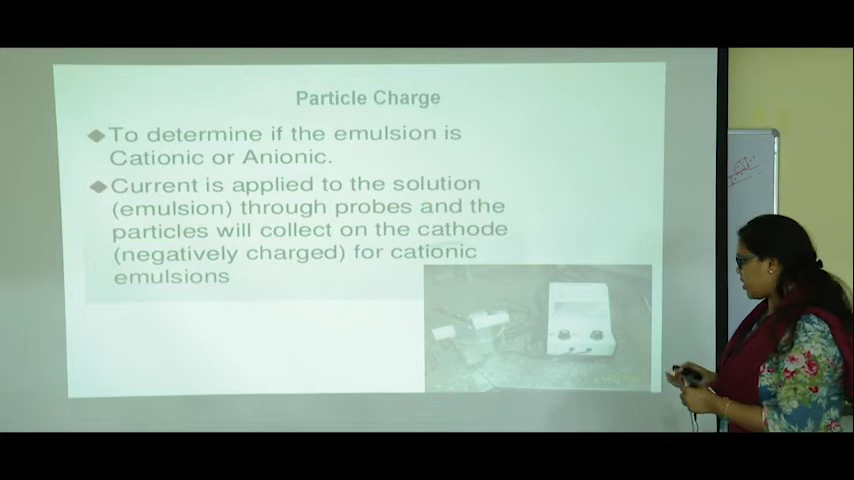 Particle Charge
◆To determine if the emulsion is
Cationic or Anionic.
◆Current is applied to the solution
(emulsion) through probes and the
particles will collect on the cathode
(negatively charged) for cationic
emulsions